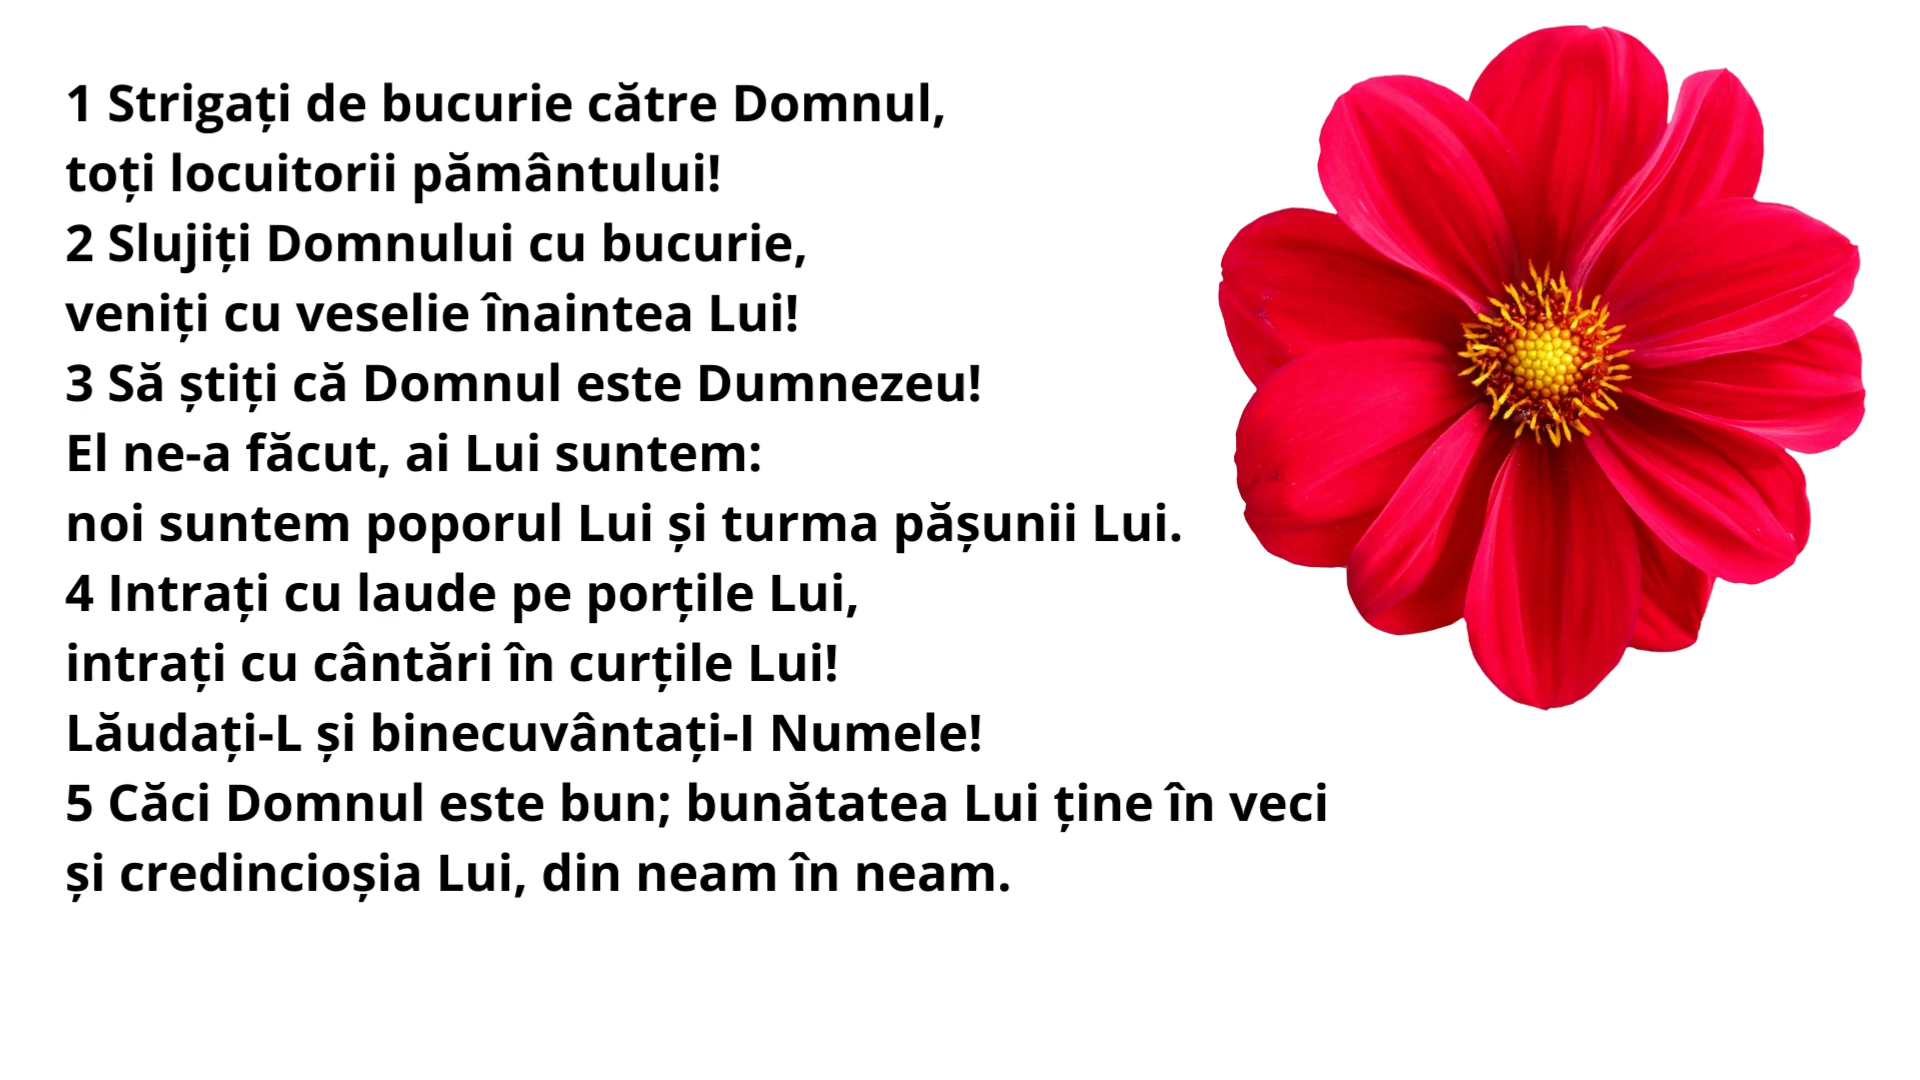 1 Strigați de bucurie către Domnul,
toți locuitorii pământului!
2 Slujiți Domnului cu bucurie,
veniți cu veselie înaintea Lui!
3 Să știți că Domnul este Dumnezeu!
El ne-a făcut, ai Lui suntem:
noi suntem poporul Lui și turma pășunii Lui.
4 Intrați cu laude pe porțile Lui,
intrați cu cântări în curțile Lui!
Lăudați-L și binecuvântați-I Numele!
5 Căci Domnul este bun; bunătatea Lui ține în veci
și credincioșia Lui, din neam în neam.